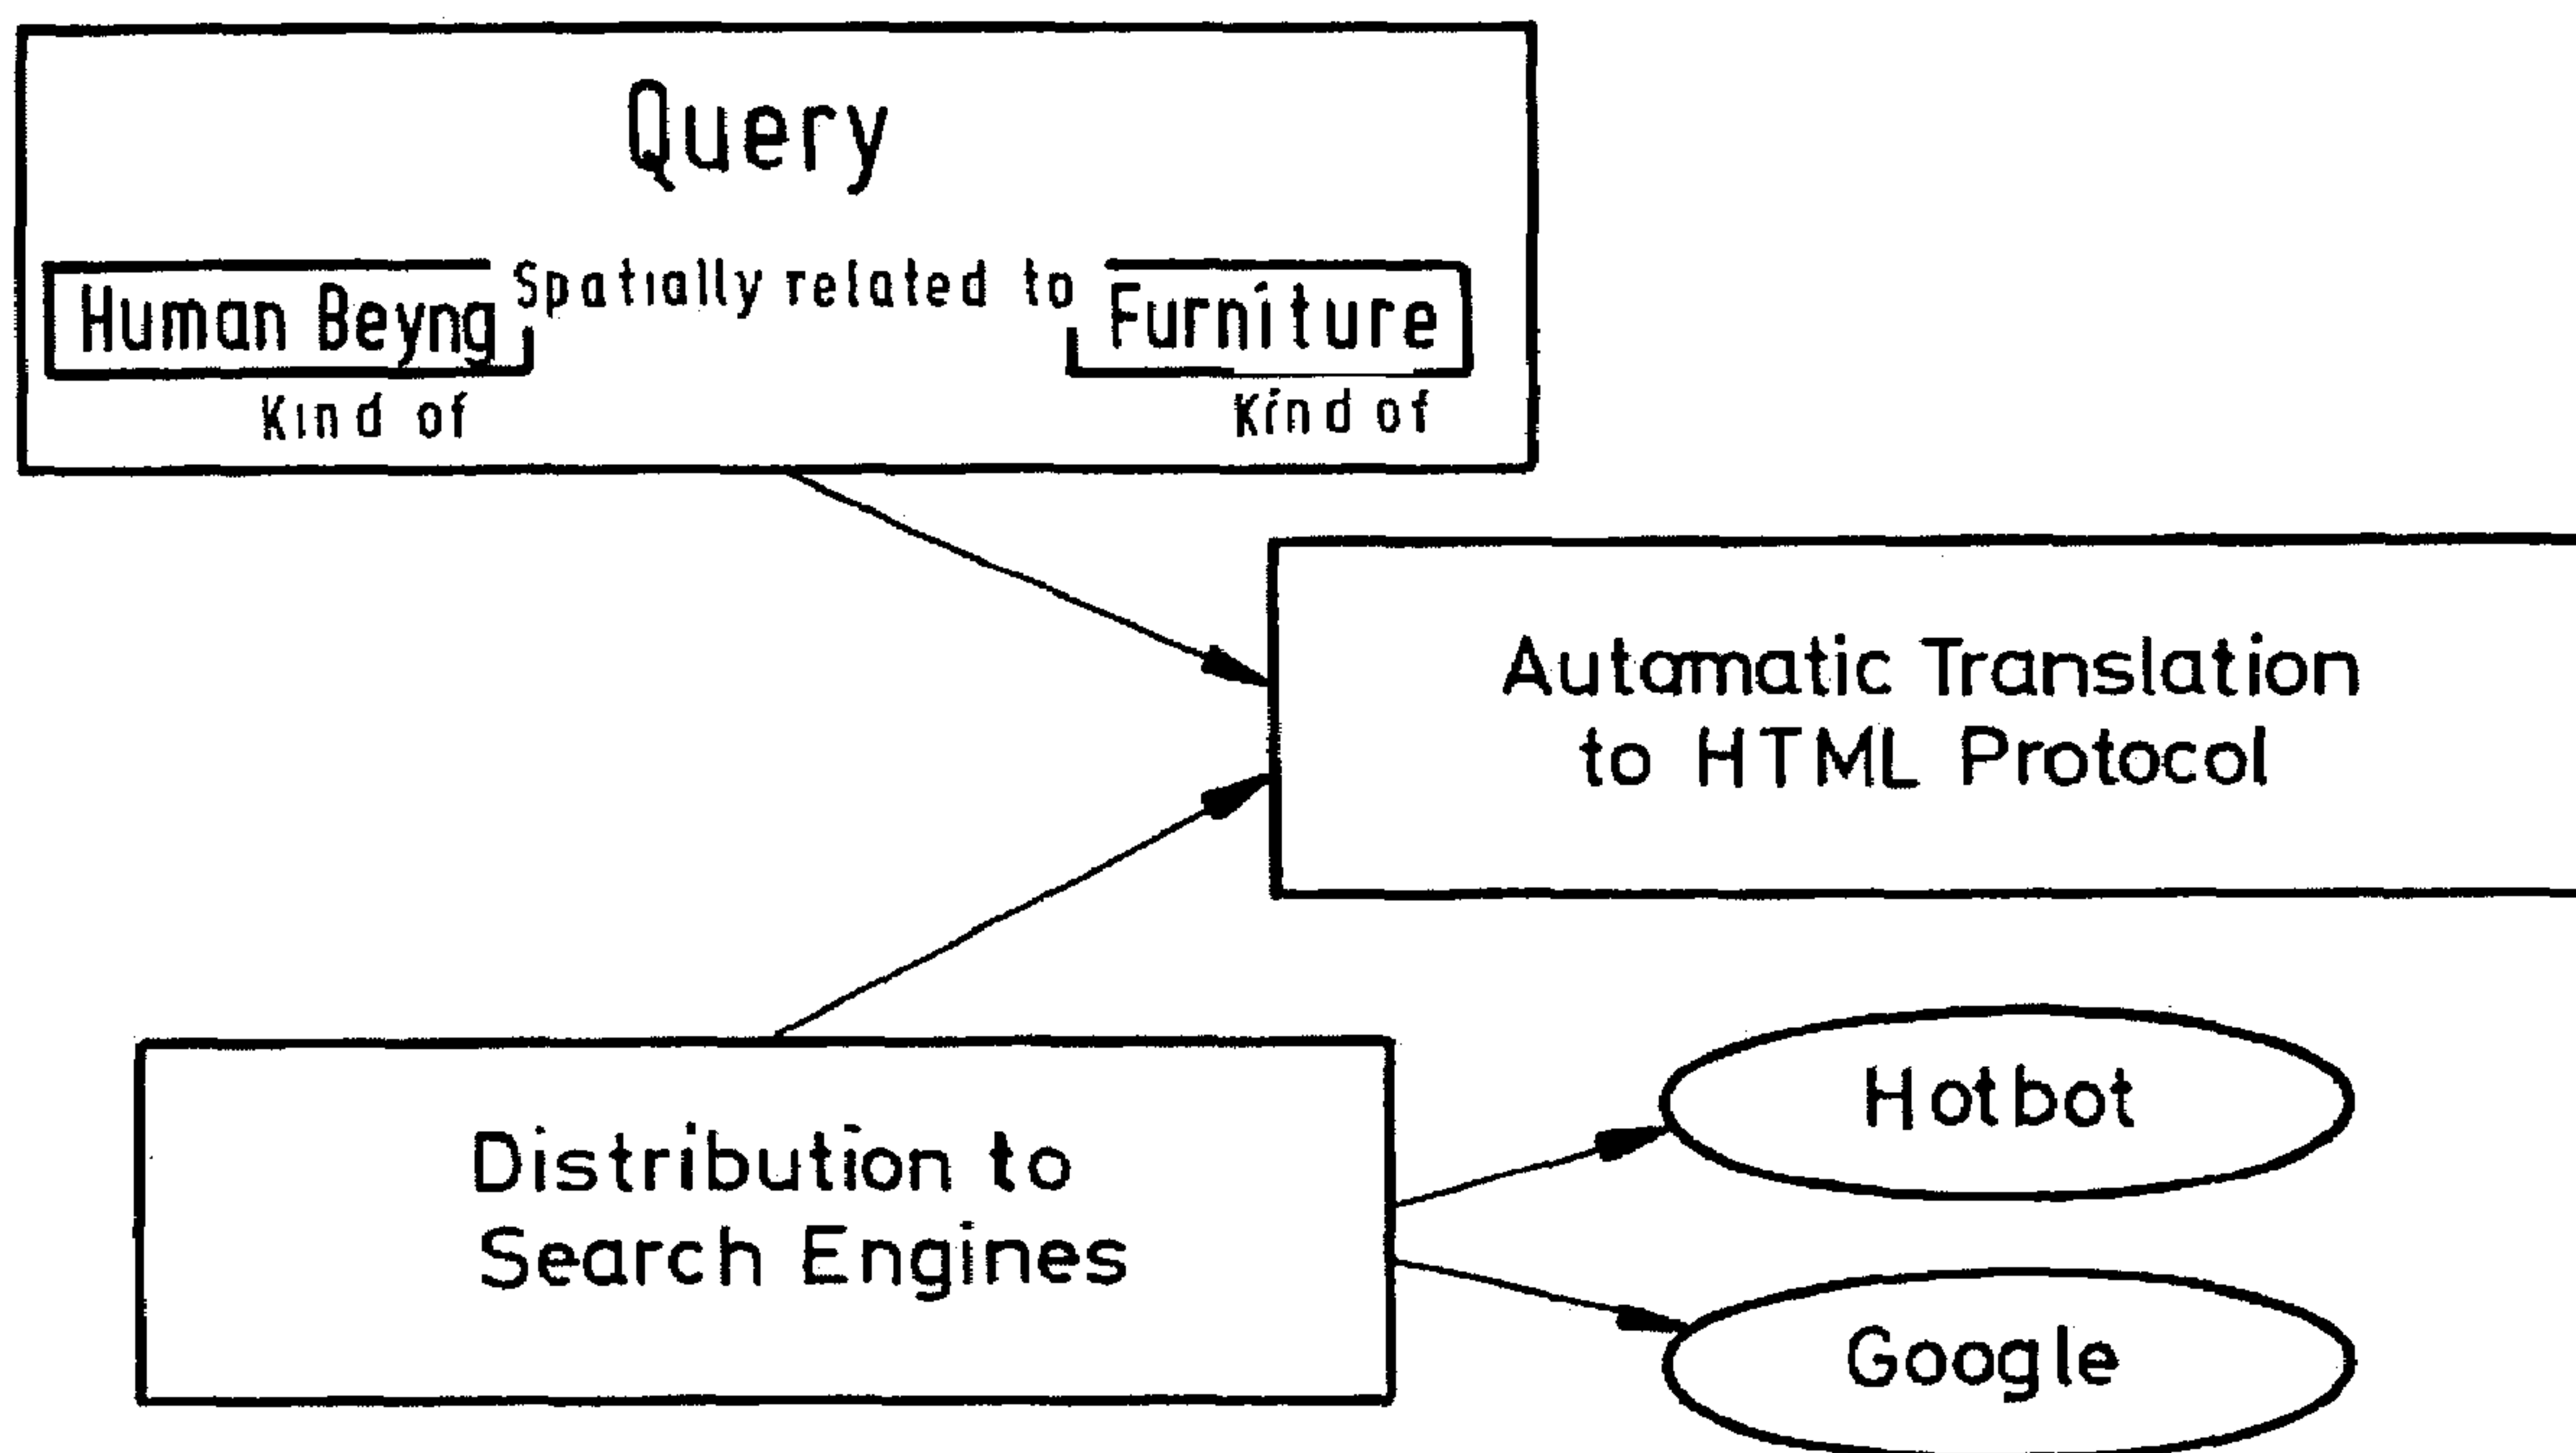 Query
Human Beyng Spatially related to Furniture
Kind of Kind of
Automatic Translation
to HTML Protocol
Distribution to
Search Engines
Hotbot
Google